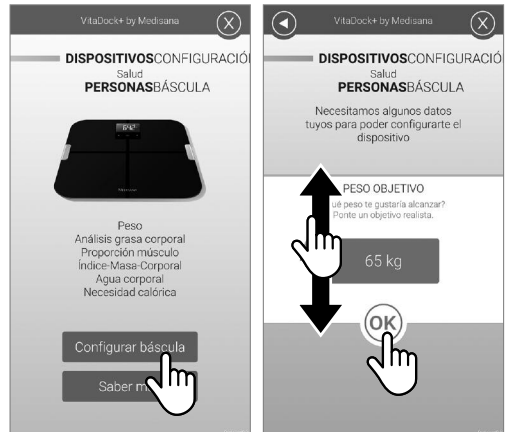 VitaDock+ by Medisana
X
DISPOSITIVOSCONFIGURACIÓ
Salud
PERSONASBÁSCULA
Peso
Análisis grasa corporal
Proporción músculo
Índice-Masa-Corporal
Agua corporal
Necesidad calórica
Configurar báscula
Saber m
VitaDock+ by Medisana
X
DISPOSITIVOSCONFIGURACIÓ
Salud
PERSONASBÁSCULA
Necesitamos algunos datos
tuyos para poder configurarte el
dispositivo
PESO OBJETIVO
ué peso te gustaría alcanzar?
Ponte un objetivo realista.
65 kg
OK